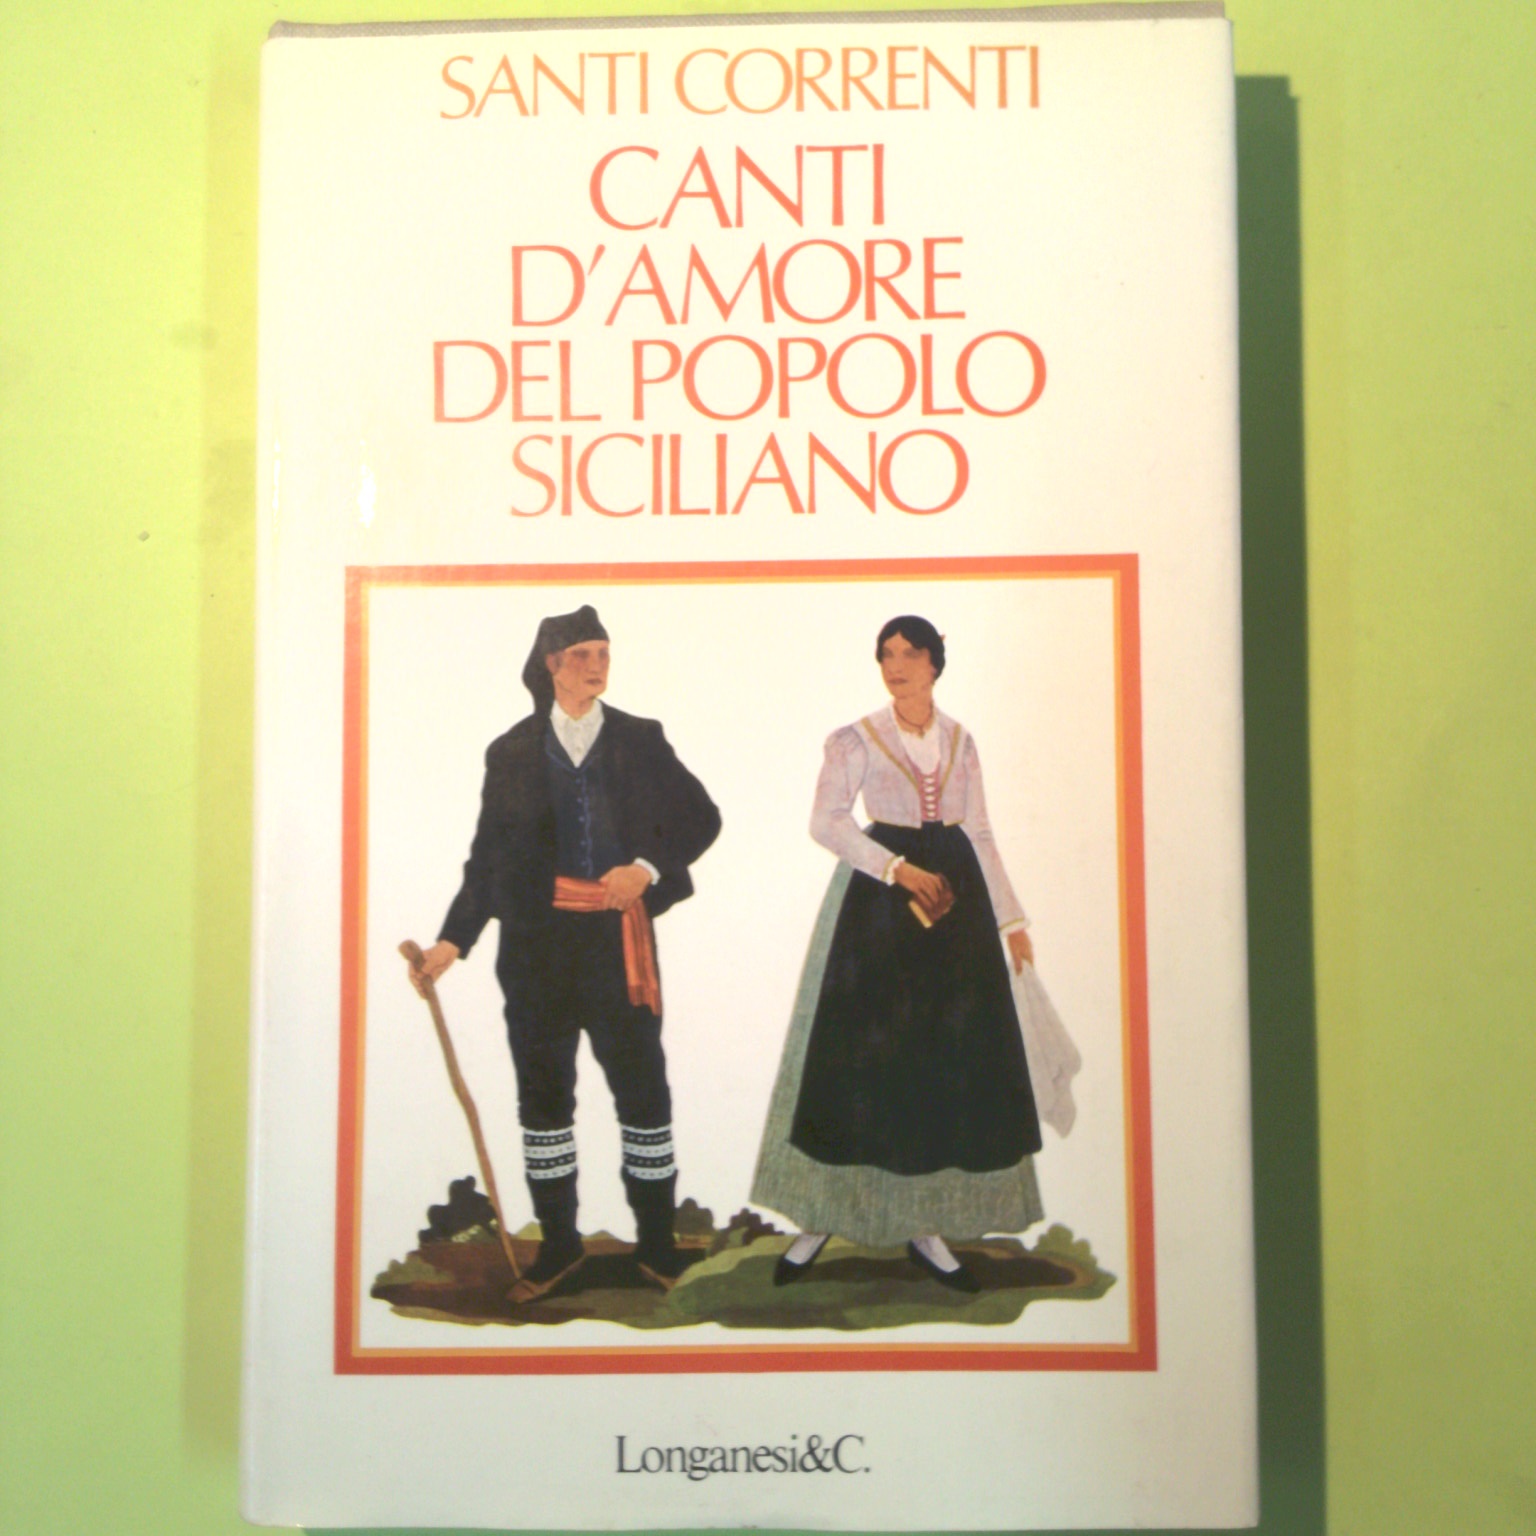 SANTI CORRENTI
CANTI
D'AMORE
DEL POPOLO
SICILIANO
Longanesi&C.